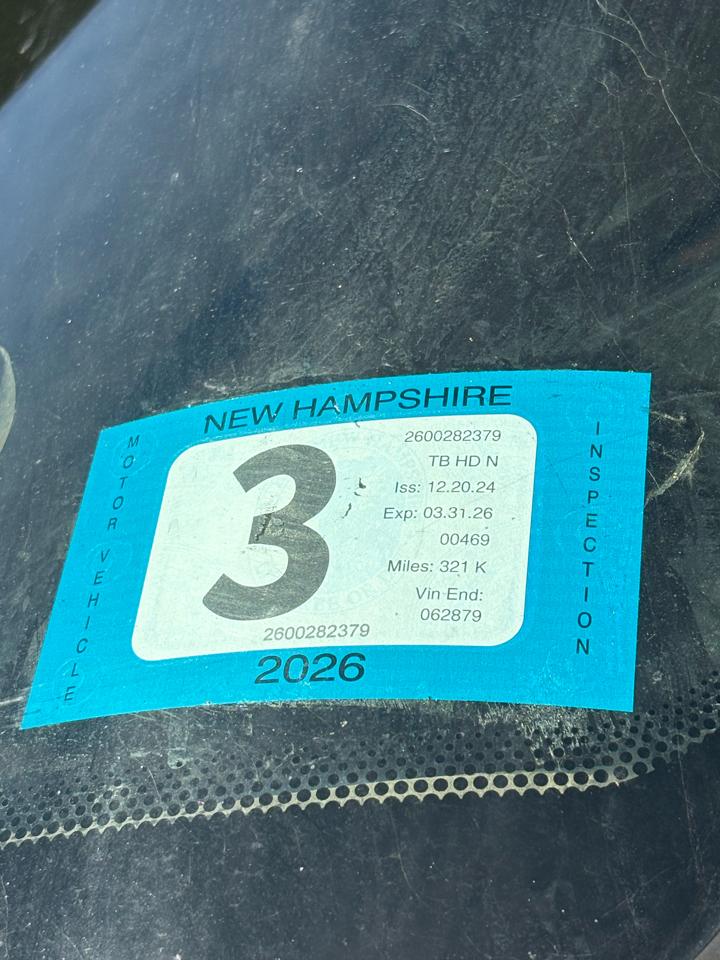 NEW HAMPSHIRE
MOTOR VEHICLE
3
2600282379
TB HD N
Iss: 12.20.24
Exp: 03.31.26
00469
Miles: 321 K
Vin End:
062879
2600282379
2026
INSPECTION